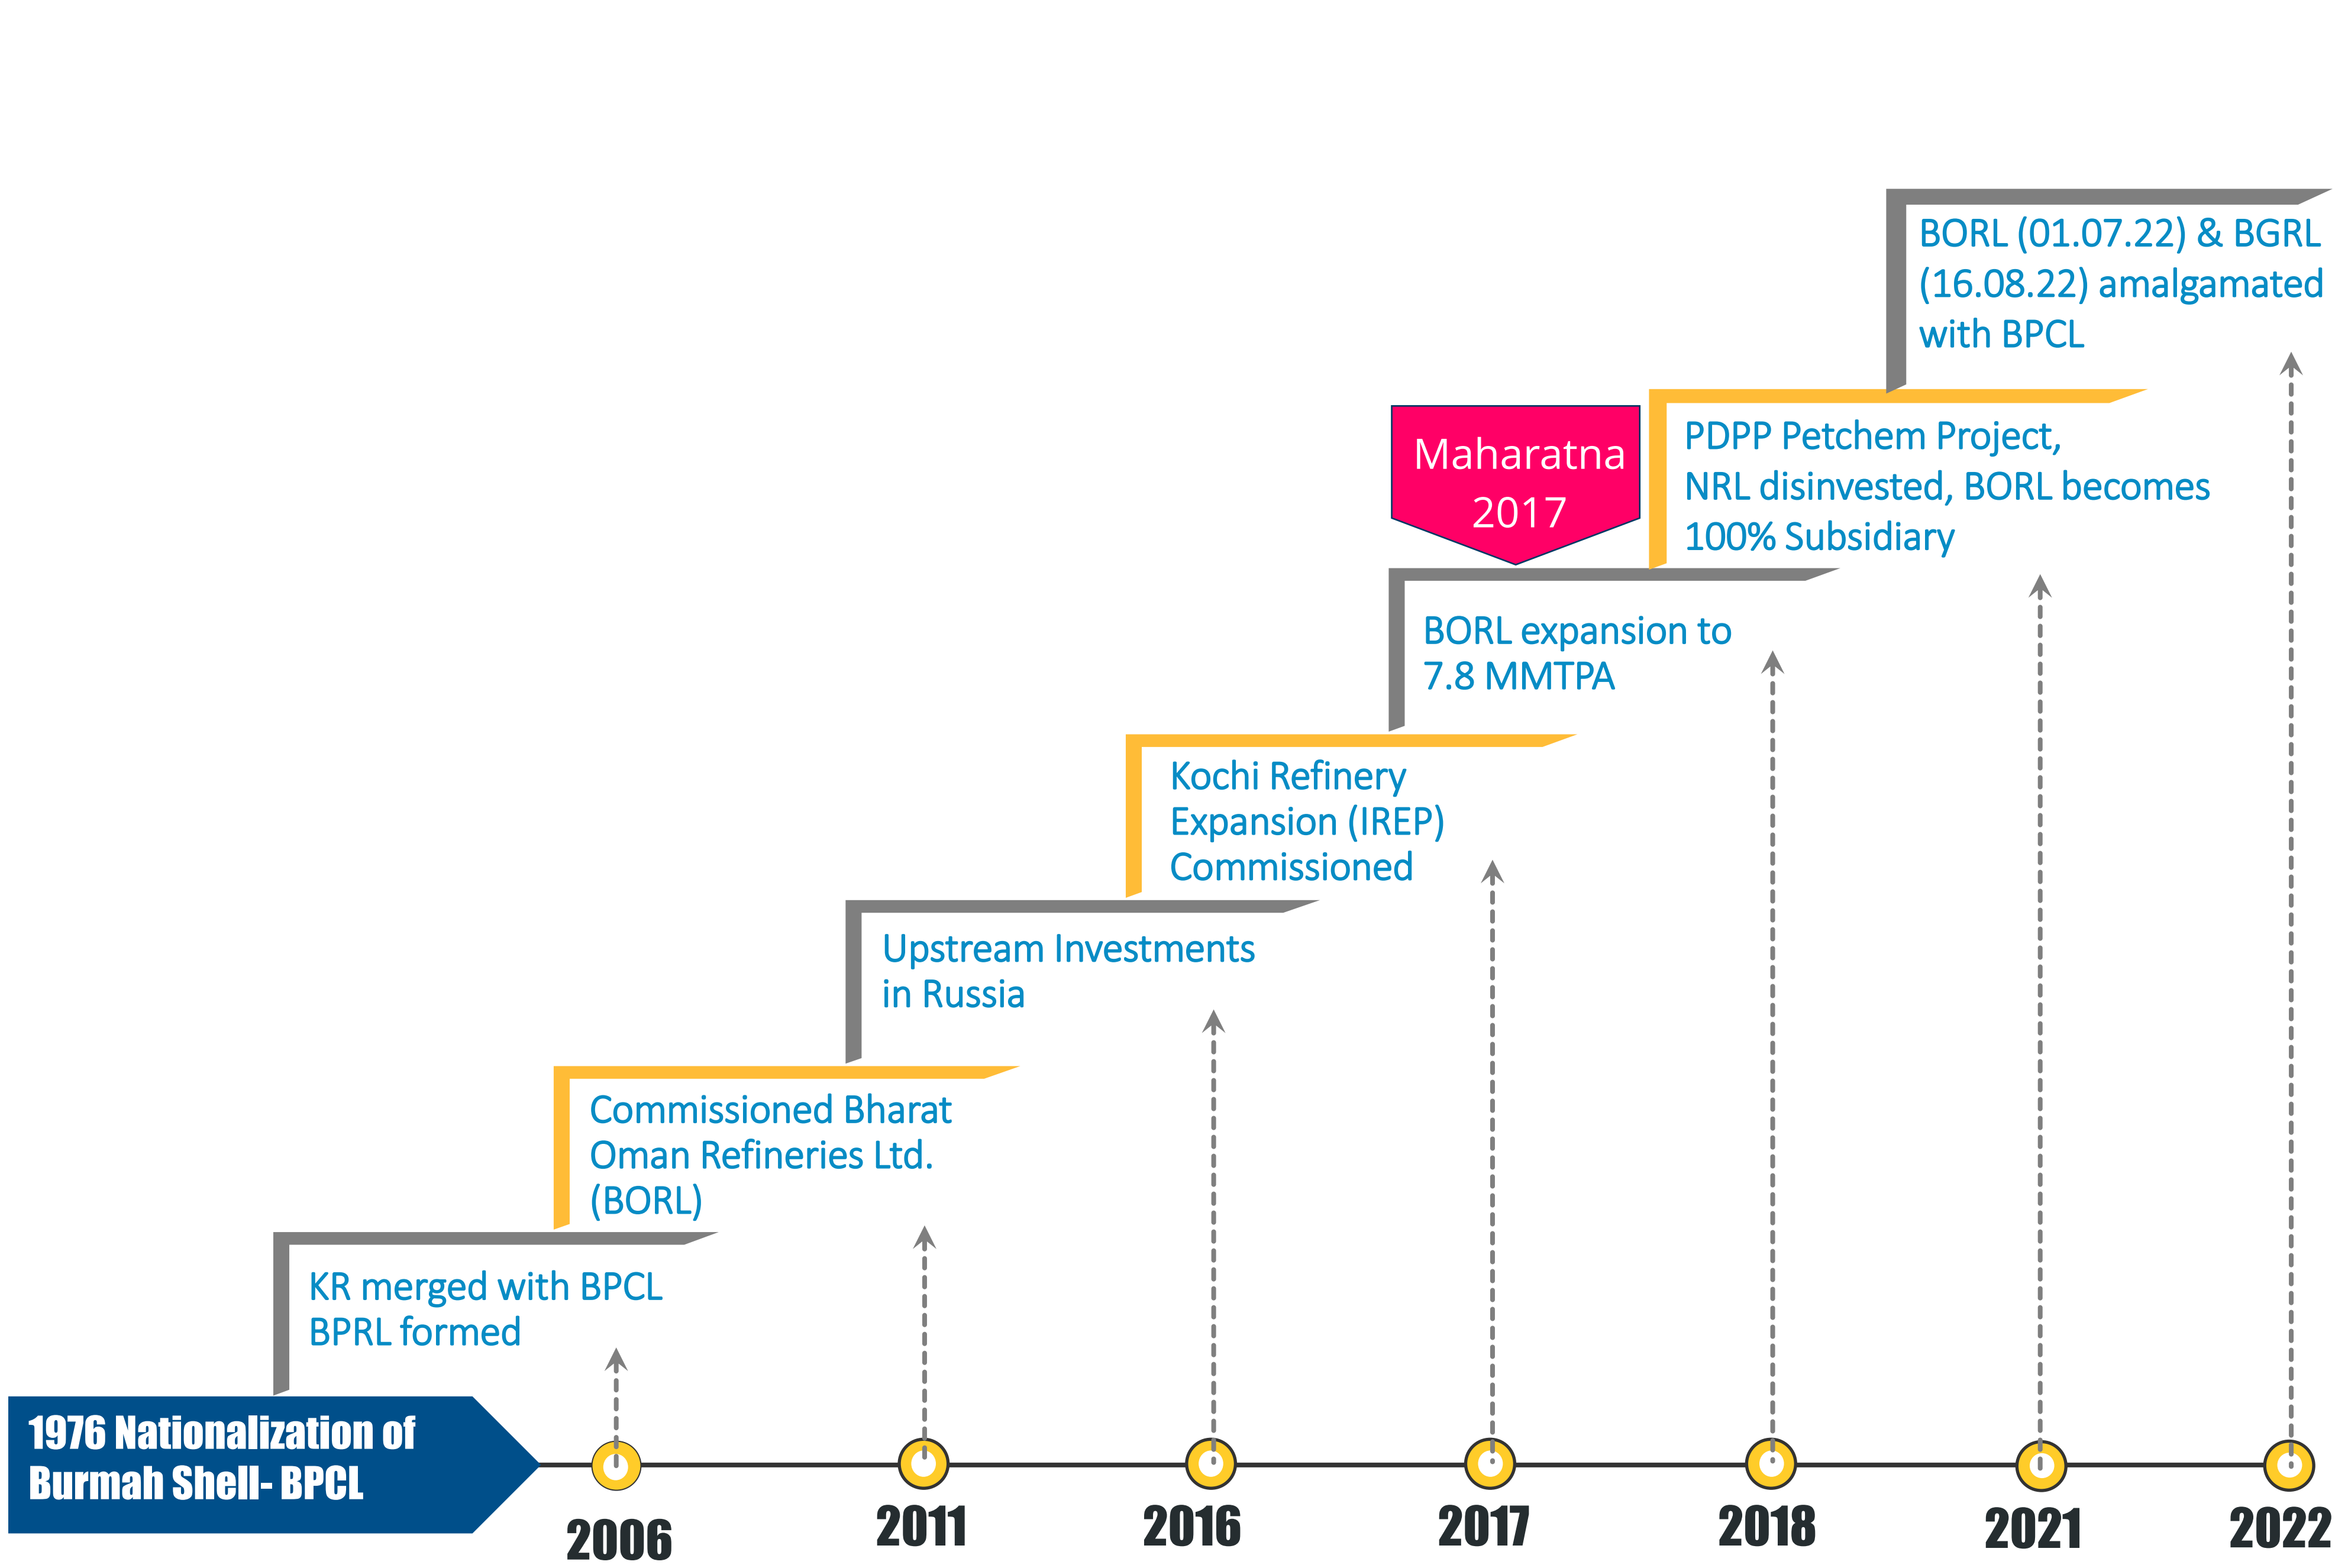 BORL (01.07.22) & BGRL
(16.08.22) amalgamated
with BPCL
PDPP Petchem Project,
NRL disinvested, BORL becomes
100% Subsidiary
Maharatna
2017
BORL expansion to
7.8 MMTPA
Kochi Refinery
Expansion (IREP)
Commissioned
Upstream Investments
in Russia
Commissioned Bharat
Oman Refineries Ltd.
(BORL)
KR merged with BPCL
BPRL formed
1976 Nationalization of
Burmah Shell- BPCL
2006
2011
2016
2017
2018
2021
2022